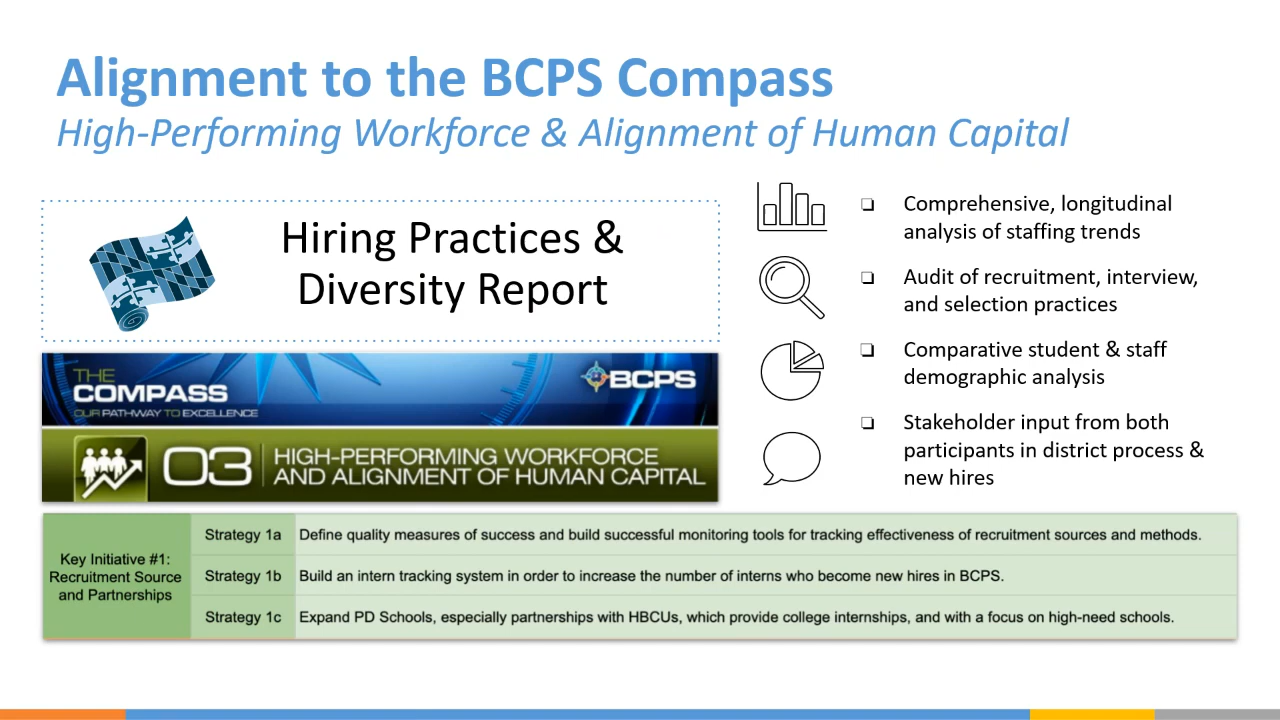 Alignment to the BCPS Compass
High-Performing Workforce & Alignment of Human Capital
Hiring Practices &
Diversity Report
THE
COMPASS
OUR PATHWAY TO EXCELLENCE
BCPS
03
HIGH-PERFORMING WORKFORCE
AND ALIGNMENT OF HUMAN CAPITAL
Comprehensive, longitudinal
analysis of staffing trends
Audit of recruitment, interview,
and selection practices
Comparative student & staff
demographic analysis
Stakeholder input from both
participants in district process &
new hires
Key Initiative #1:
Recruitment Source
and Partnerships
Strategy 1a Define quality measures of success and build successful monitoring tools for tracking effectiveness of recruitment sources and methods.
Strategy 1b Build an intern tracking system in order to increase the number of interns who become new hires in BCPS.
Strategy 1c Expand PD Schools, especially partnerships with HBCUs, which provide college internships, and with a focus on high-need schools.